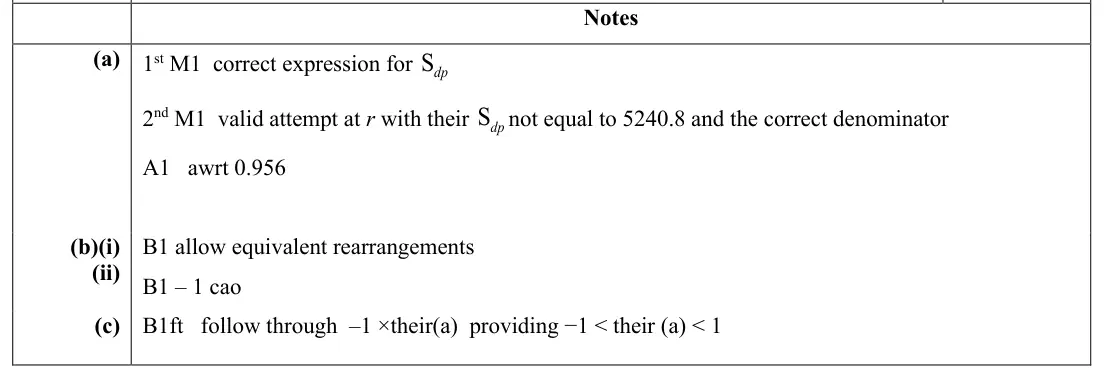 Notes
(a) 1st M1 correct expression for Sdp
2nd M1 valid attempt at r with their Sdp not equal to 5240.8 and the correct denominator
A1 awrt 0.956
(b)(i) B1 allow equivalent rearrangements
(ii) B1 – 1 cao
(c) B1ft follow through –1 ×their(a) providing −1 < their (a) < 1